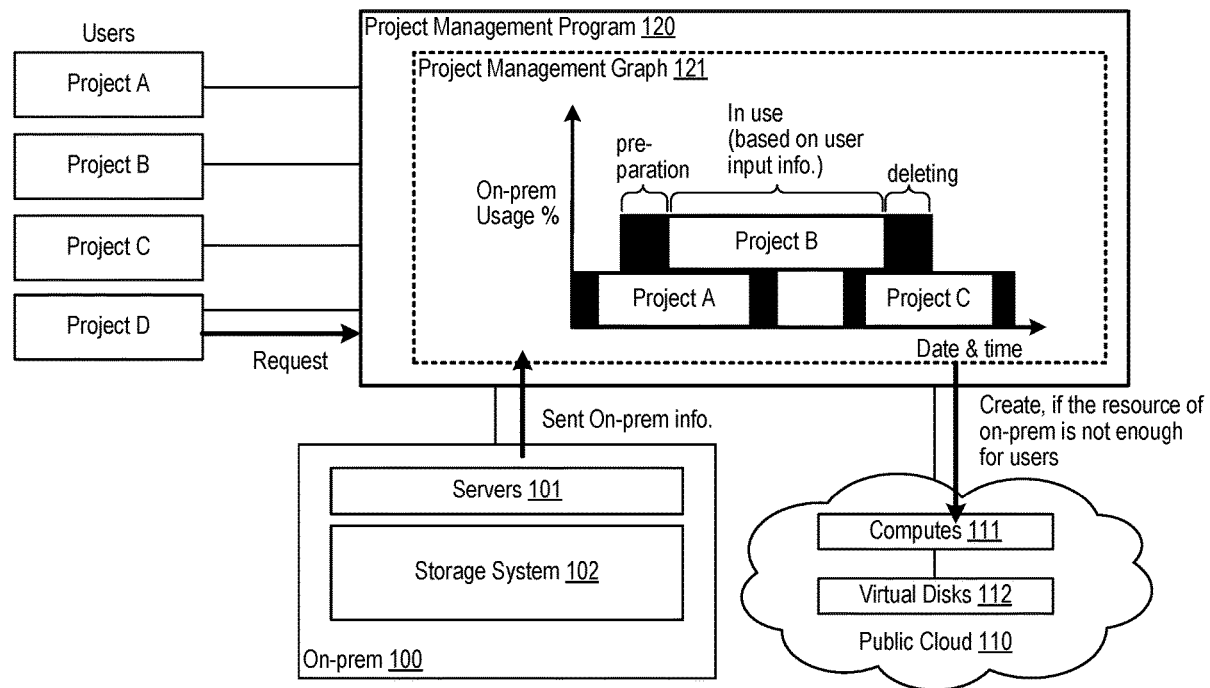 Users
Project A
Project B
Project C
Project D
Request
Project Management Program 120
Project Management Graph 121
On-prem
Usage %
pre-
paration
In use
(based on user
input info.)
deleting
Project B
Project A
Project C
Date & time
Sent On-prem info.
Create, if the resource of
on-prem is not enough
for users
Servers 101
Storage System 102
On-prem 100
Computes 111
Virtual Disks 112
Public Cloud 110